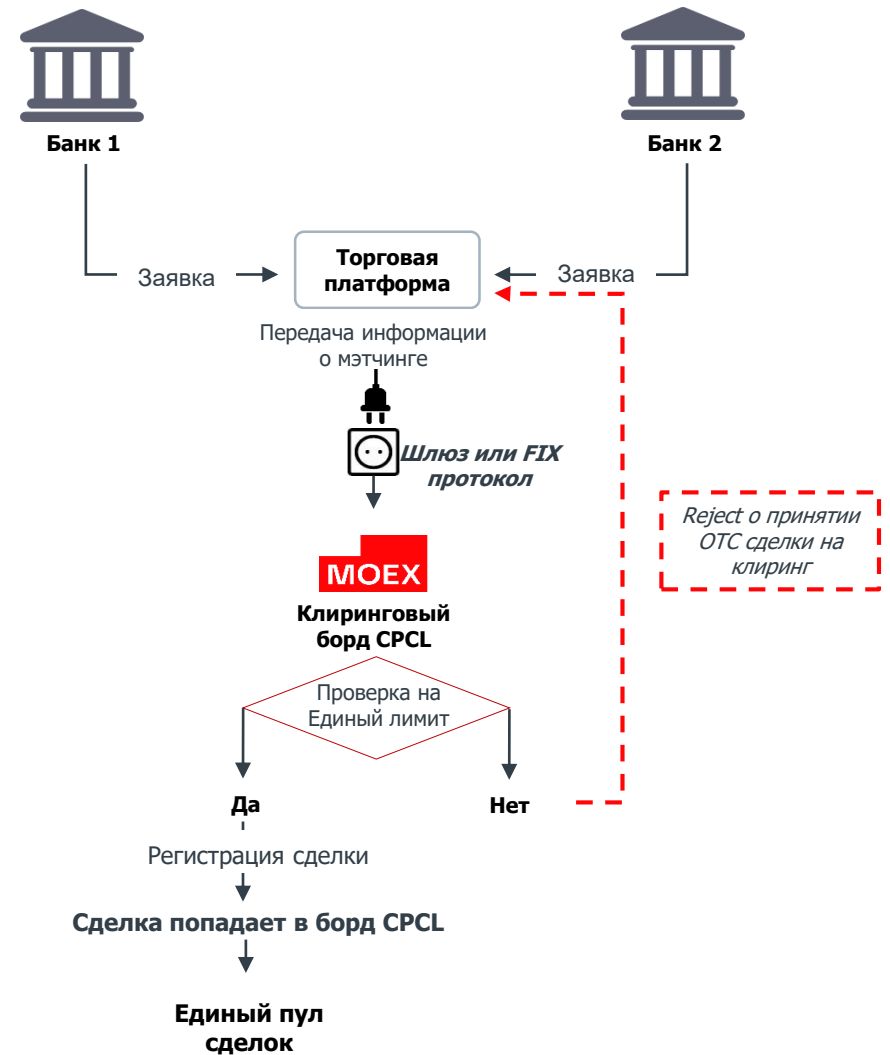 Банк 1
Банк 2
Заявка
Торговая
платформа
Заявка
Передача информации
о мэтчинге
Шлюз или FIX
протокол
Reject о принятии
OTC сделки на
клиринг
MOEX
Клиринговый
борд CPCL
Проверка на
Единый лимит
Да
Нет
Регистрация сделки
Сделка попадает в борд CPCL
Единый пул
сделок